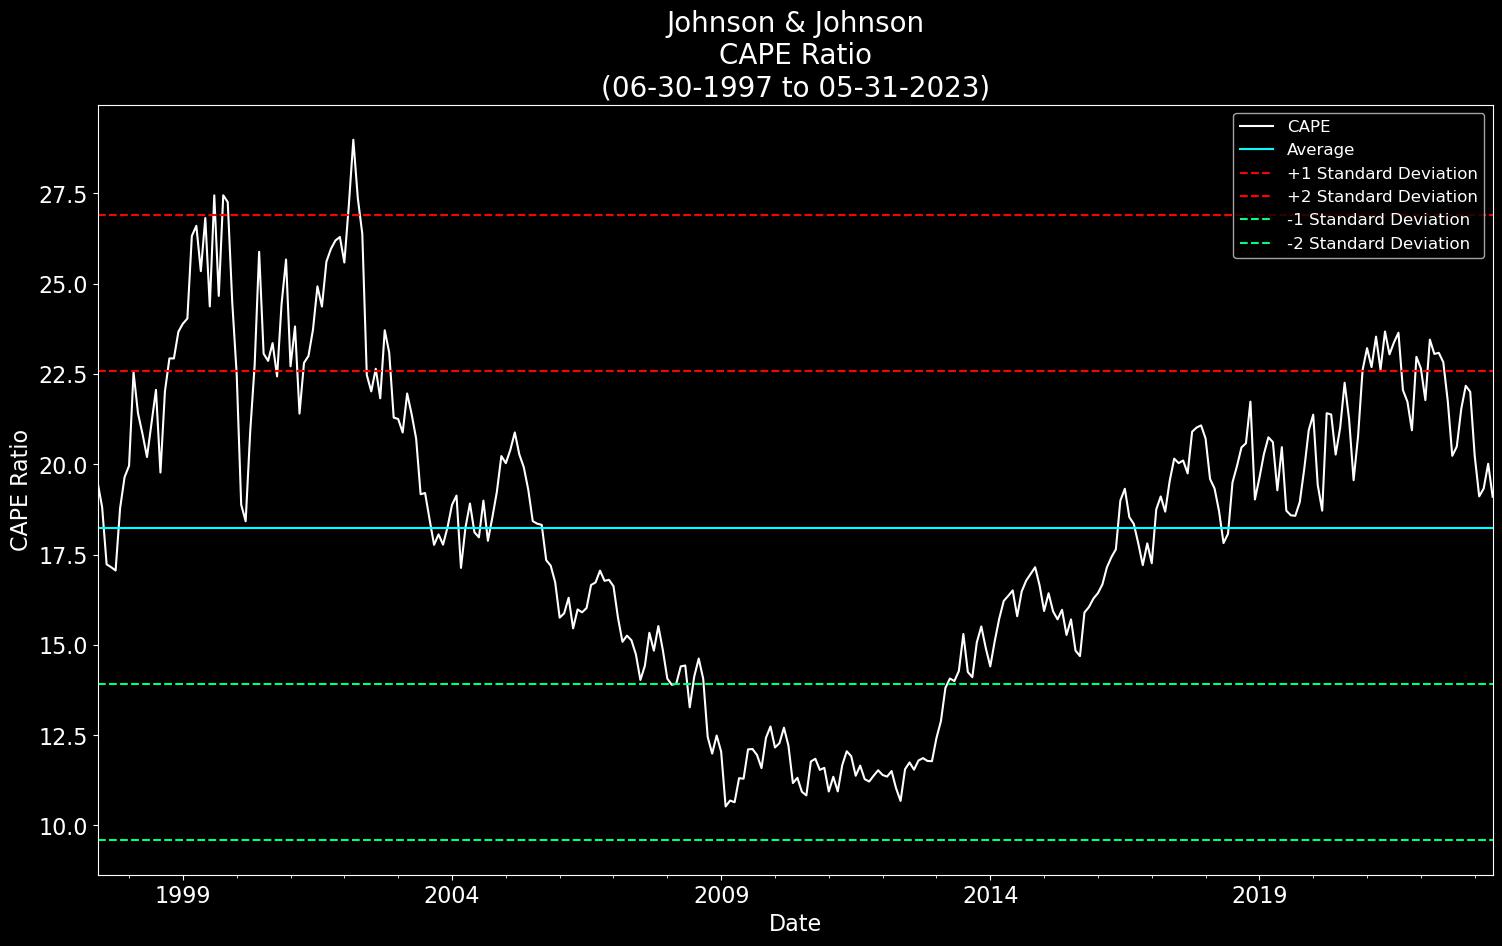 Johnson & Johnson
CAPE Ratio
(06-30-1997 to 05-31-2023)
CAPE
Average
+1 Standard Deviation
+2 Standard Deviation
-1 Standard Deviation
-2 Standard Deviation
CAPE Ratio
27.5
25.0
22.5
20.0
17.5
15.0
12.5
10.0
1999 2004 2009 2014 2019
Date